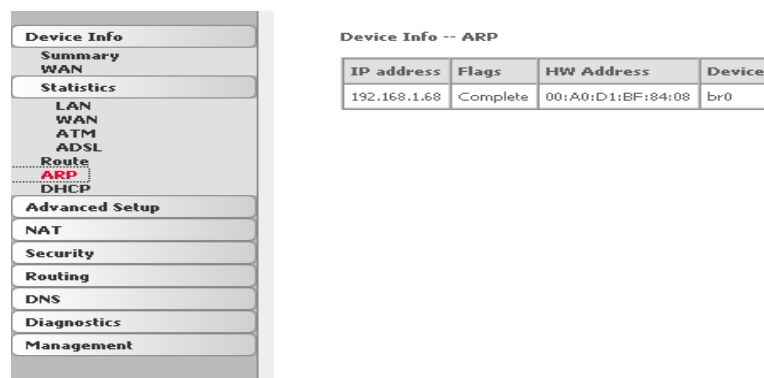 Device Info
Summary
WAN
Statistics
LAN
WAN
ATM
ADSL
Route
ARP
DHCP
Advanced Setup
NAT
Security
Routing
DNS
Diagnostics
Management
Device Info -- ARP
IP address Flags HW Address Device
192.168.1.68 Complete 00:A0:D1:BF:84:08 br0